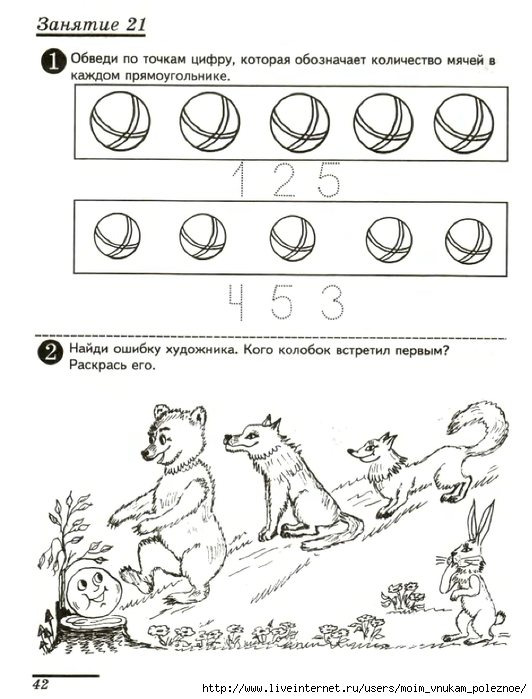 Занятие 21
1 Обведи по точкам цифру, которая обозначает количество мячей в
каждом прямоугольнике.
1 2 5
4 5 3
2 Найди ошибку художника. Кого колобок встретил первым?
Раскрась его.
42
http://www.liveinternet.ru/users/moim_vnukam_poleznoe/